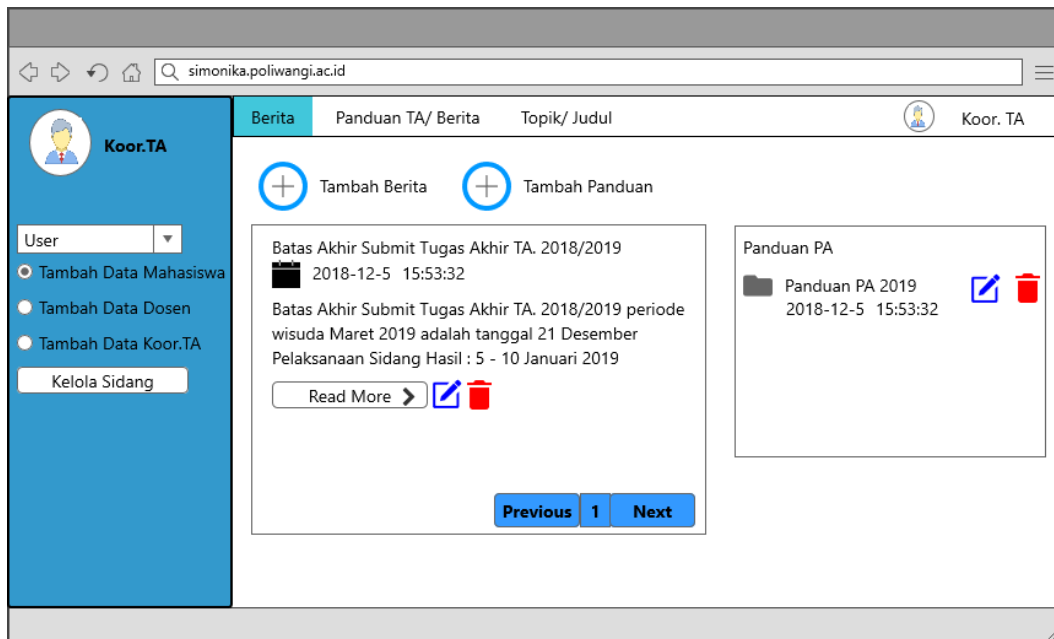 simonika.poliwangi.ac.id
Koor.TA
User
Tambah Data Mahasiswa
Tambah Data Dosen
Tambah Data Koor.TA
Kelola Sidang
Berita Panduan TA/ Berita Topik/ Judul Koor. TA
Tambah Berita Tambah Panduan
Batas Akhir Submit Tugas Akhir TA. 2018/2019
2018-12-5 15:53:32
Batas Akhir Submit Tugas Akhir TA. 2018/2019 periode
wisuda Maret 2019 adalah tanggal 21 Desember
Pelaksanaan Sidang Hasil : 5 - 10 Januari 2019
Read More
Previous 1 Next
Panduan PA
Panduan PA 2019
2018-12-5 15:53:32